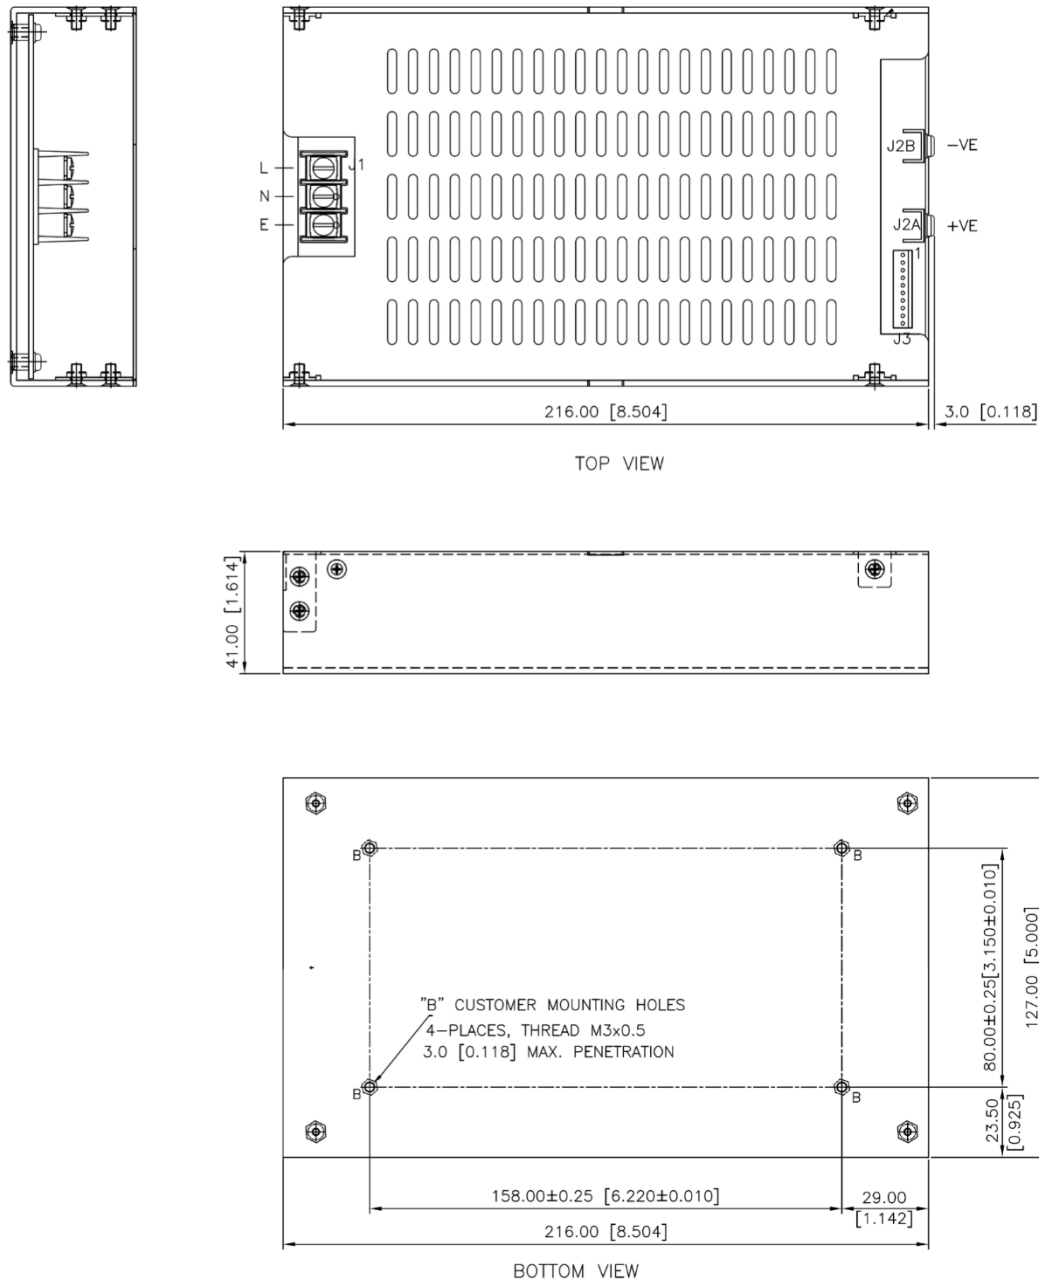 J1
L
N
E
J2B
-VE
J2A
+VE
1
J3
216.00 [8.504]
3.0 [0.118]
TOP VIEW
41.00 [1.614]
B
B
"B" CUSTOMER MOUNTING HOLES
4-PLACES, THREAD M3x0.5
3.0 [0.118] MAX. PENETRATION
B
B
80.00±0.25[3.150±0.010]
127.00 [5.000]
23.50
[0.925]
158.00±0.25 [6.220±0.010]
29.00
[1.142]
216.00 [8.504]
BOTTOM VIEW